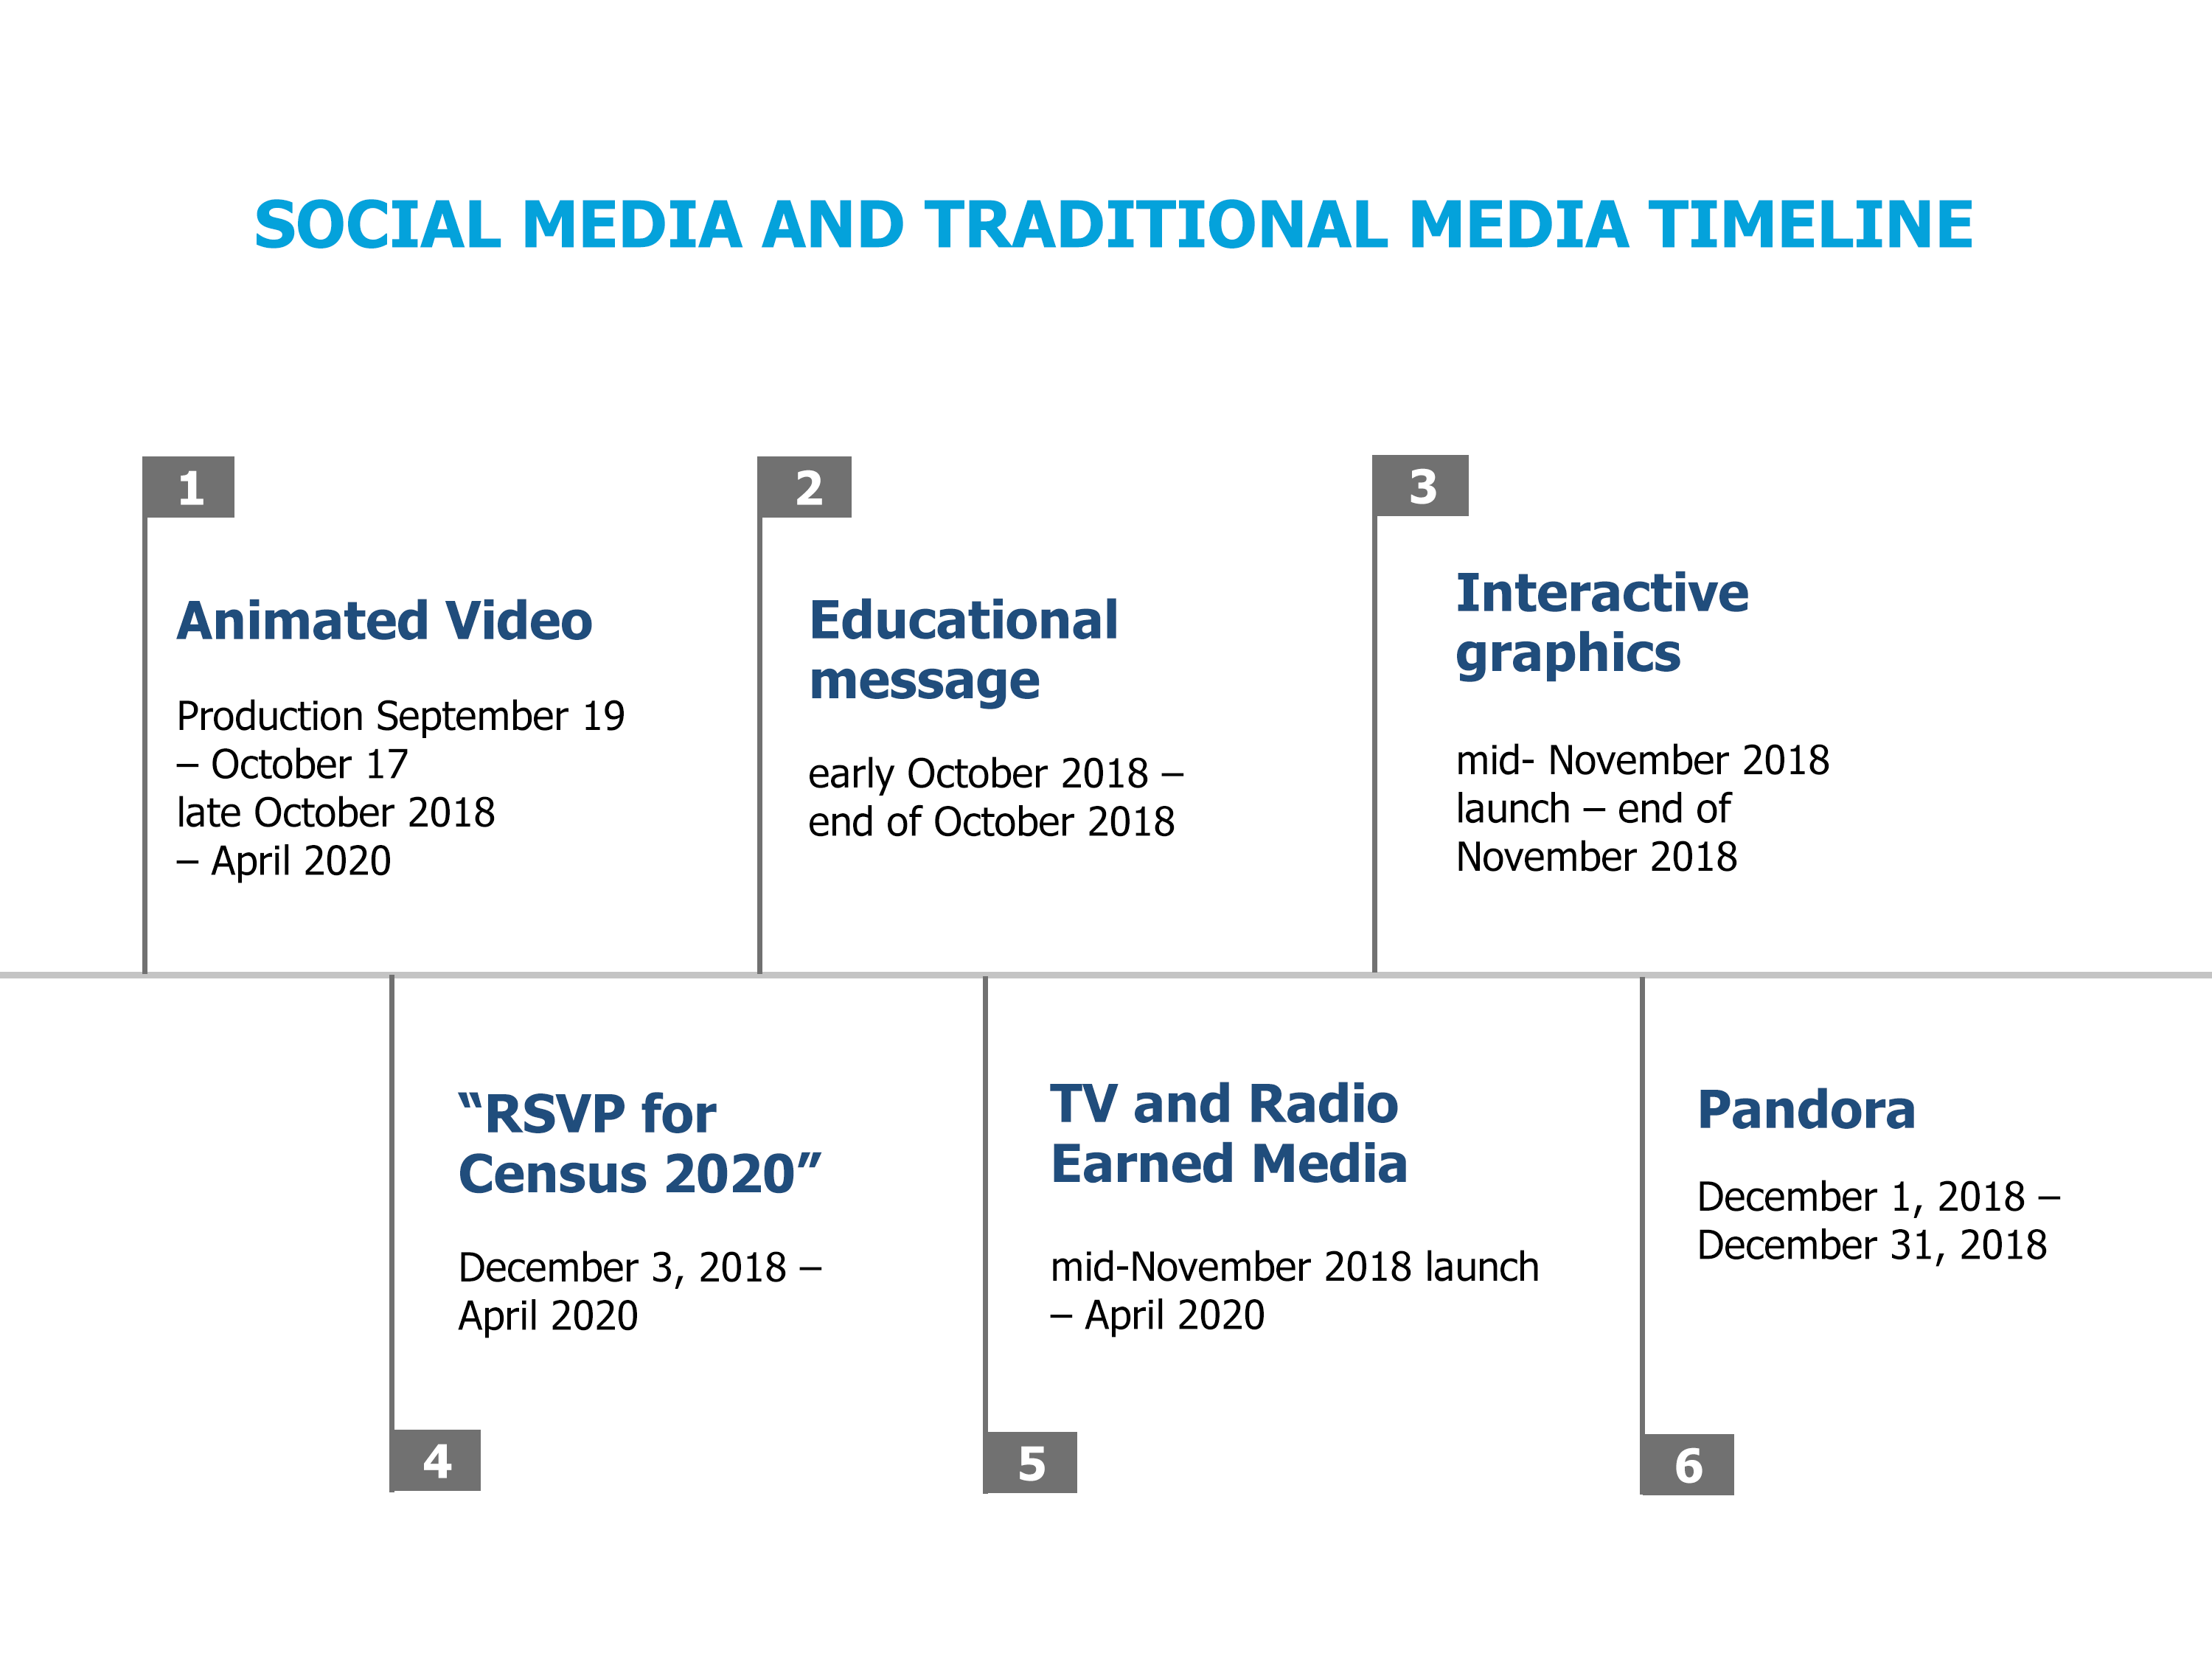 SOCIAL MEDIA AND TRADITIONAL MEDIA TIMELINE
1
Animated Video
Production September 19
– October 17
late October 2018
– April 2020
2
Educational
message
early October 2018 –
end of October 2018
3
Interactive
graphics
mid- November 2018
launch – end of
November 2018
“RSVP for
Census 2020”
December 3, 2018 –
April 2020
4
TV and Radio
Earned Media
mid-November 2018 launch
– April 2020
5
Pandora
December 1, 2018 –
December 31, 2018
6